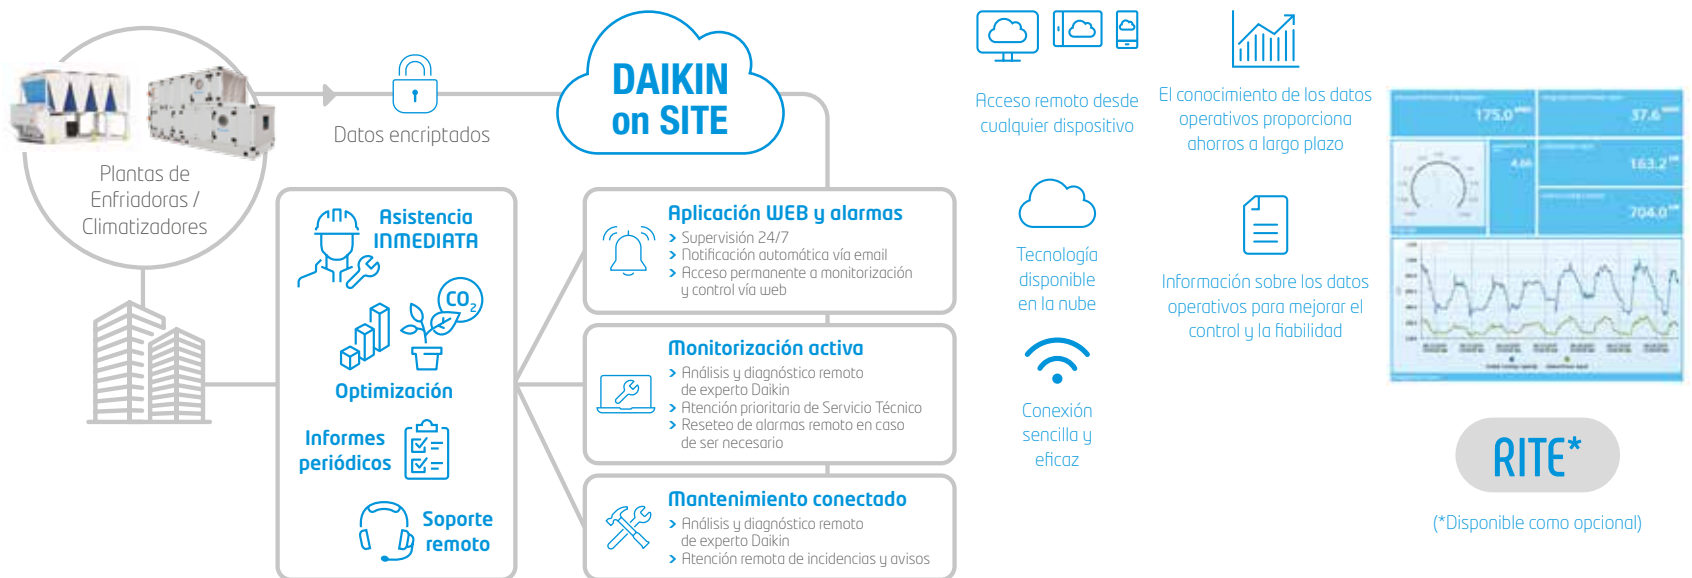 Plantas de
Enfriadoras /
Climatizadores
Datos encriptados
DAIKIN
on SITE
Asistencia
INMEDIATA
CO2
Optimización
Informes
periódicos
Soporte
remoto
Aplicación WEB y alarmas
> Supervisión 24/7
> Notificación automática vía email
> Acceso permanente a monitorización
y control vía web
Monitorización activa
> Análisis y diagnóstico remoto
de experto Daikin
> Atención prioritaria de Servicio Técnico
> Reseteo de alarmas remoto en caso
de ser necesario
Mantenimiento conectado
> Análisis y diagnóstico remoto
de experto Daikin
> Atención remota de incidencias y avisos
Acceso remoto desde
cualquier dispositivo
Tecnología
disponible
en la nube
Conexión
sencilla y
eficaz
El conocimiento de los datos
operativos proporciona
ahorros a largo plazo
Información sobre los datos
operativos para mejorar el
control y la fiabilidad
175.0
37.6
4.66
163.2
704.0
RITE*
(*Disponible como opcional)